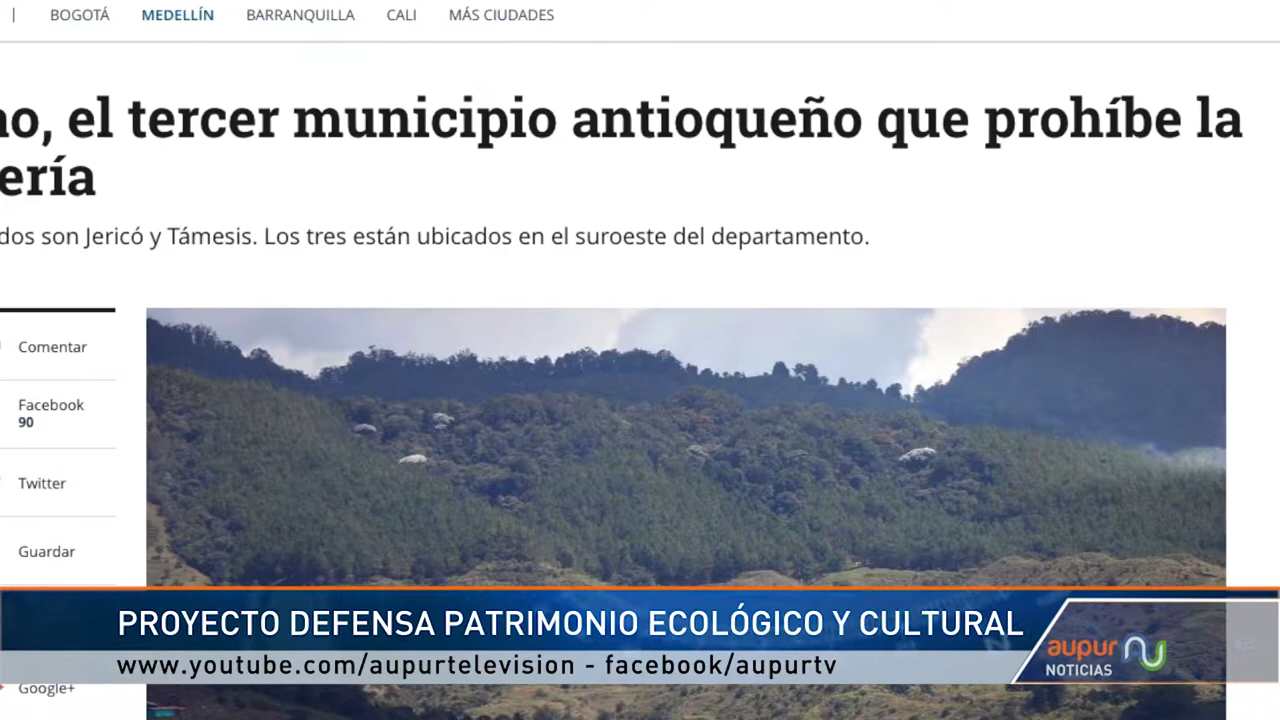 BOGOTÁ MEDELLÍN BARRANQUILLA CALI MÁS CIUDADES
no, el tercer municipio antioqueño que prohíbe la
ería
dos son Jericó y Támesis. Los tres están ubicados en el suroeste del departamento.
Comentar
Facebook
90
Twitter
Guardar
PROYECTO DEFENSA PATRIMONIO ECOLÓGICO Y CULTURAL
www.youtube.com/aupurtelevision - facebook/aupurtv
aupur
NOTICIAS
Google+